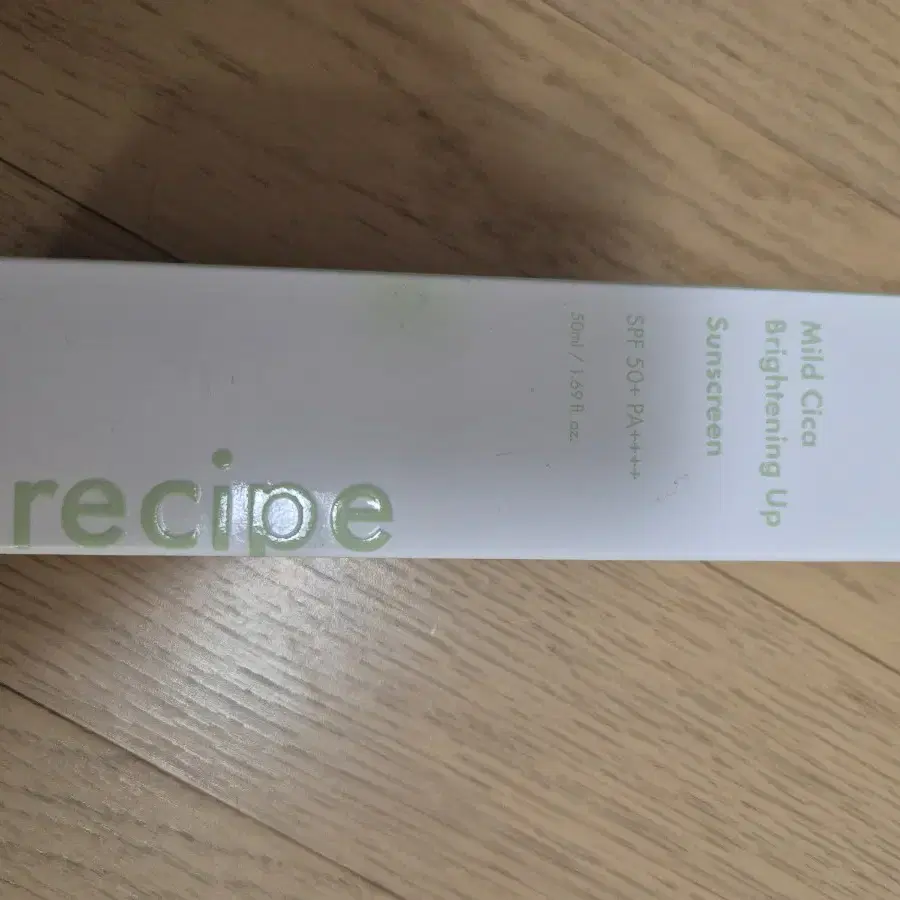 Mild Cica
Brightening Up
Sunscreen
SPF 50+ PA++++
50ml / 1.69 fl oz.
recipe